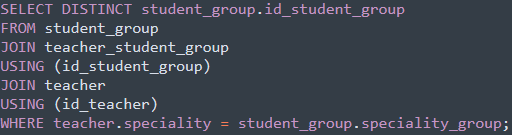 SELECT DISTINCT student_group.id_student_group
FROM student_group
JOIN teacher_student_group
USING (id_student_group)
JOIN teacher
USING (id_teacher)
WHERE teacher.speciality = student_group.speciality_group;